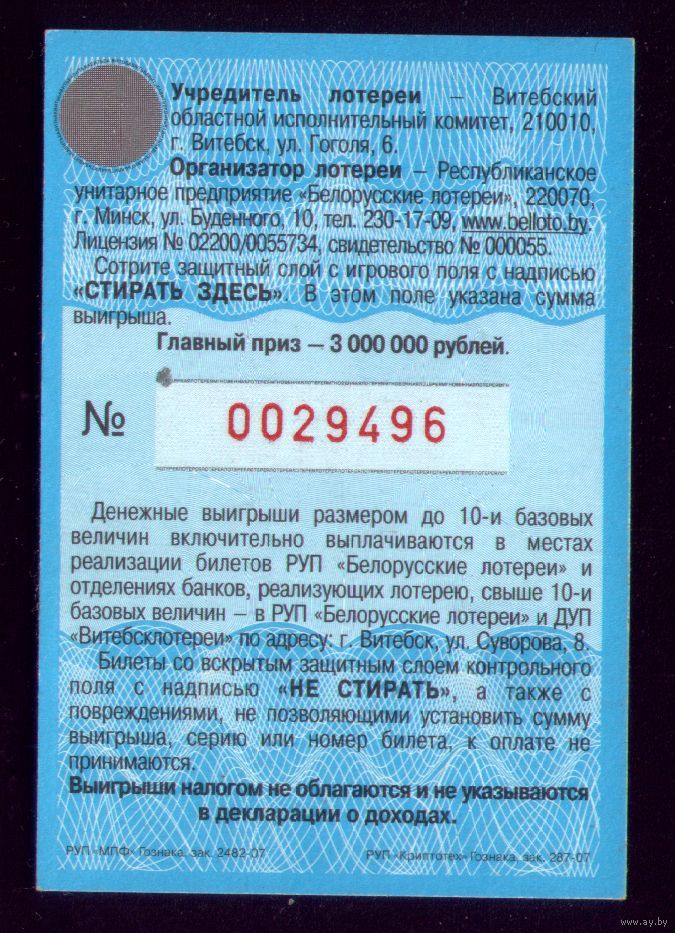 Учредитель лотереи – Витебский
областной исполнительный комитет, 210010,
г. Витебск, ул. Гоголя, 6.
Организатор лотереи – Республиканское
унитарное предприятие «Белорусские лотереи», 220070,
г. Минск, ул. Буденного, 10, тел. 230-17-09, www.belloto.by.
Лицензия № 02200/0055734, свидетельство № 000055.
Сотрите защитный слой с игрового поля с надписью
«СТИРАТЬ ЗДЕСЬ». В этом поле указана сумма
выигрыша.
Главный приз – 3 000 000 рублей.
№ 0029496
Денежные выигрыши размером до 10-и базовых
величин включительно выплачиваются в местах
реализации билетов РУП «Белорусские лотереи» и
отделениях банков, реализующих лотерею, свыше 10-и
базовых величин – в РУП «Белорусские лотереи» и ДУП
«Витебсклотереи» по адресу: г. Витебск, ул. Суворова, 8.
Билеты со вскрытым защитным слоем контрольного
поля с надписью «НЕ СТИРАТЬ», а также с
повреждениями, не позволяющими установить сумму
выигрыша, серию или номер билета, к оплате не
принимаются.
Выигрыши налогом не облагаются и не указываются
в декларации о доходах.
РУП «МПФ» Гознака, зак. 2482-07 РУП «Криптотех» Гознака, зак. 287-07
www.ay.by